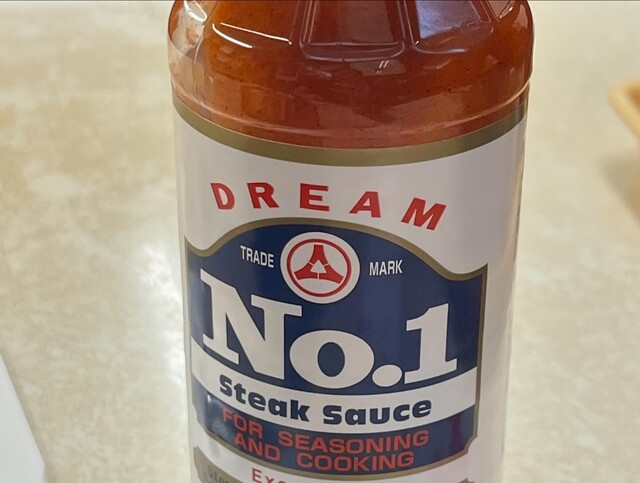 DREAM
TRADE MARK
No.1
Steak Sauce
FOR SEASONING
AND COOKING